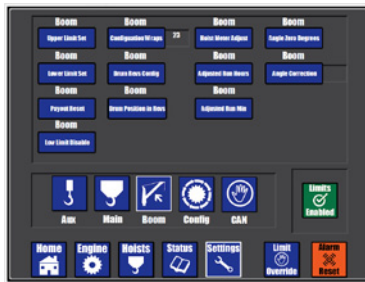 Boom Boom Boom Boom
Upper Limit Set Configuration Wraps 23 Hoist Meter Adjust Angle Zero Degrees
Boom Boom Boom Boom
Lower Limit Set Drum Revs Config Adjusted Run Hours Angle Correction
Boom Boom Boom
Payout Reset Drum Position in Revs Adjusted Run Min
Boom
Low Limit Disable
Aux Main Boom Config CAN
Limits
Enabled
Home Engine Hoists Status Settings Limit Override Alarm Reset